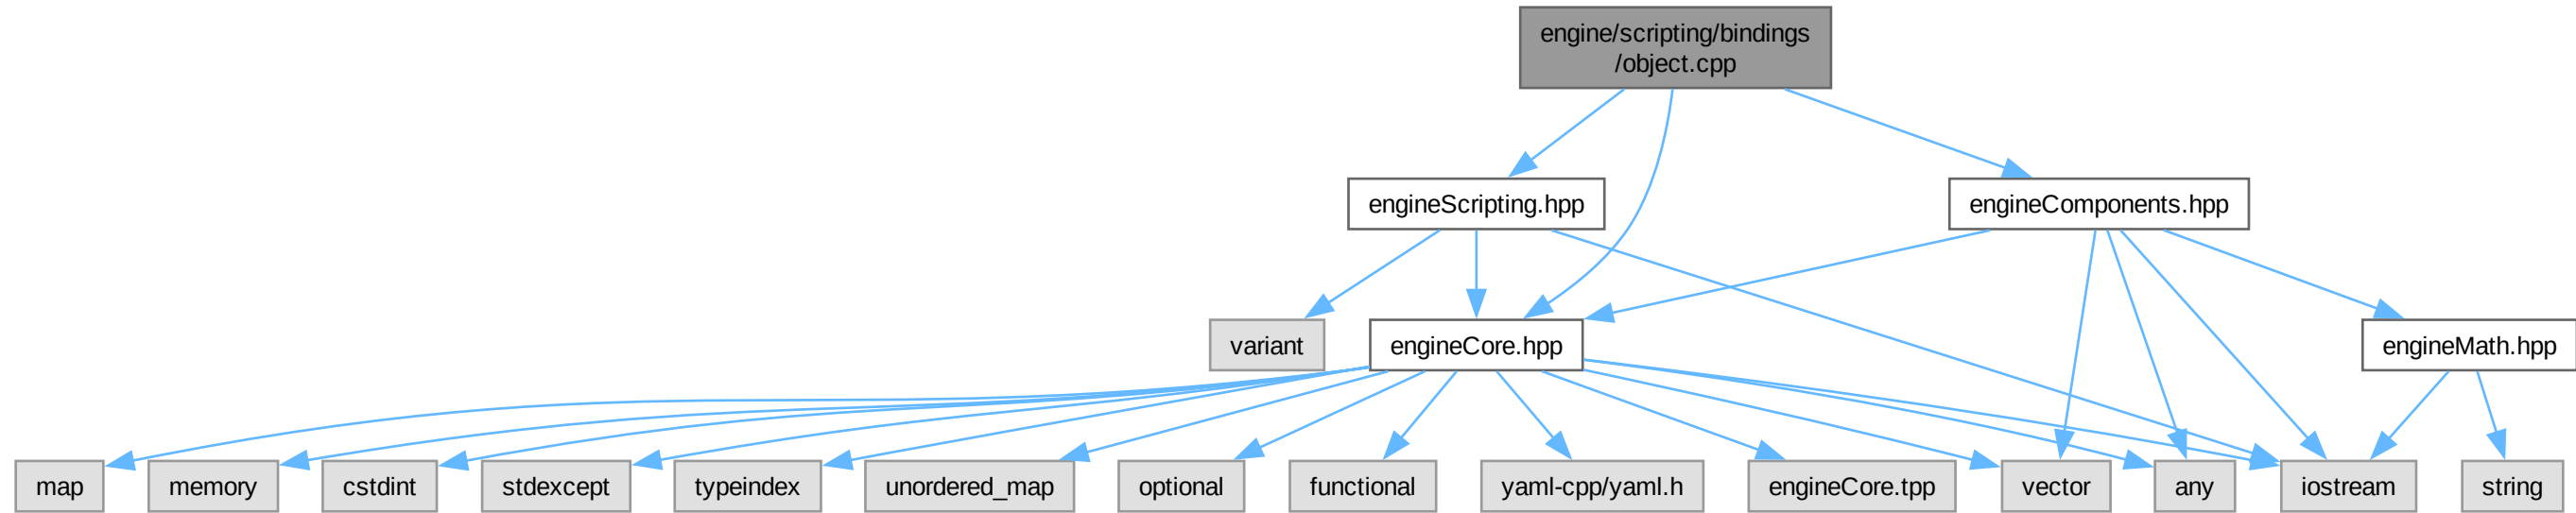 engine/scripting/bindings
/object.cpp
engineScripting.hpp
engineComponents.hpp
variant
engineCore.hpp
engineMath.hpp
map
memory
cstdint
stdexcept
typeindex
unordered_map
optional
functional
yaml-cpp/yaml.h
engineCore.tpp
vector
any
iostream
string